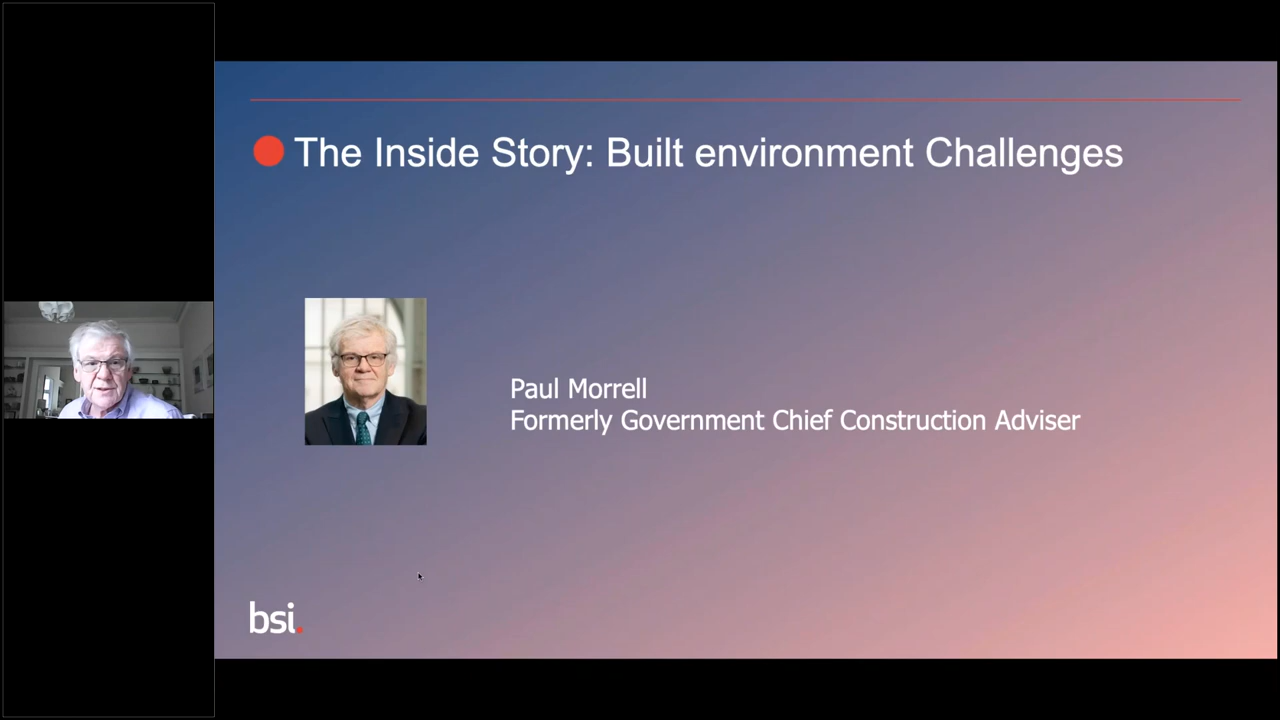 The Inside Story: Built environment Challenges
Paul Morrell
Formerly Government Chief Construction Adviser
bsi.